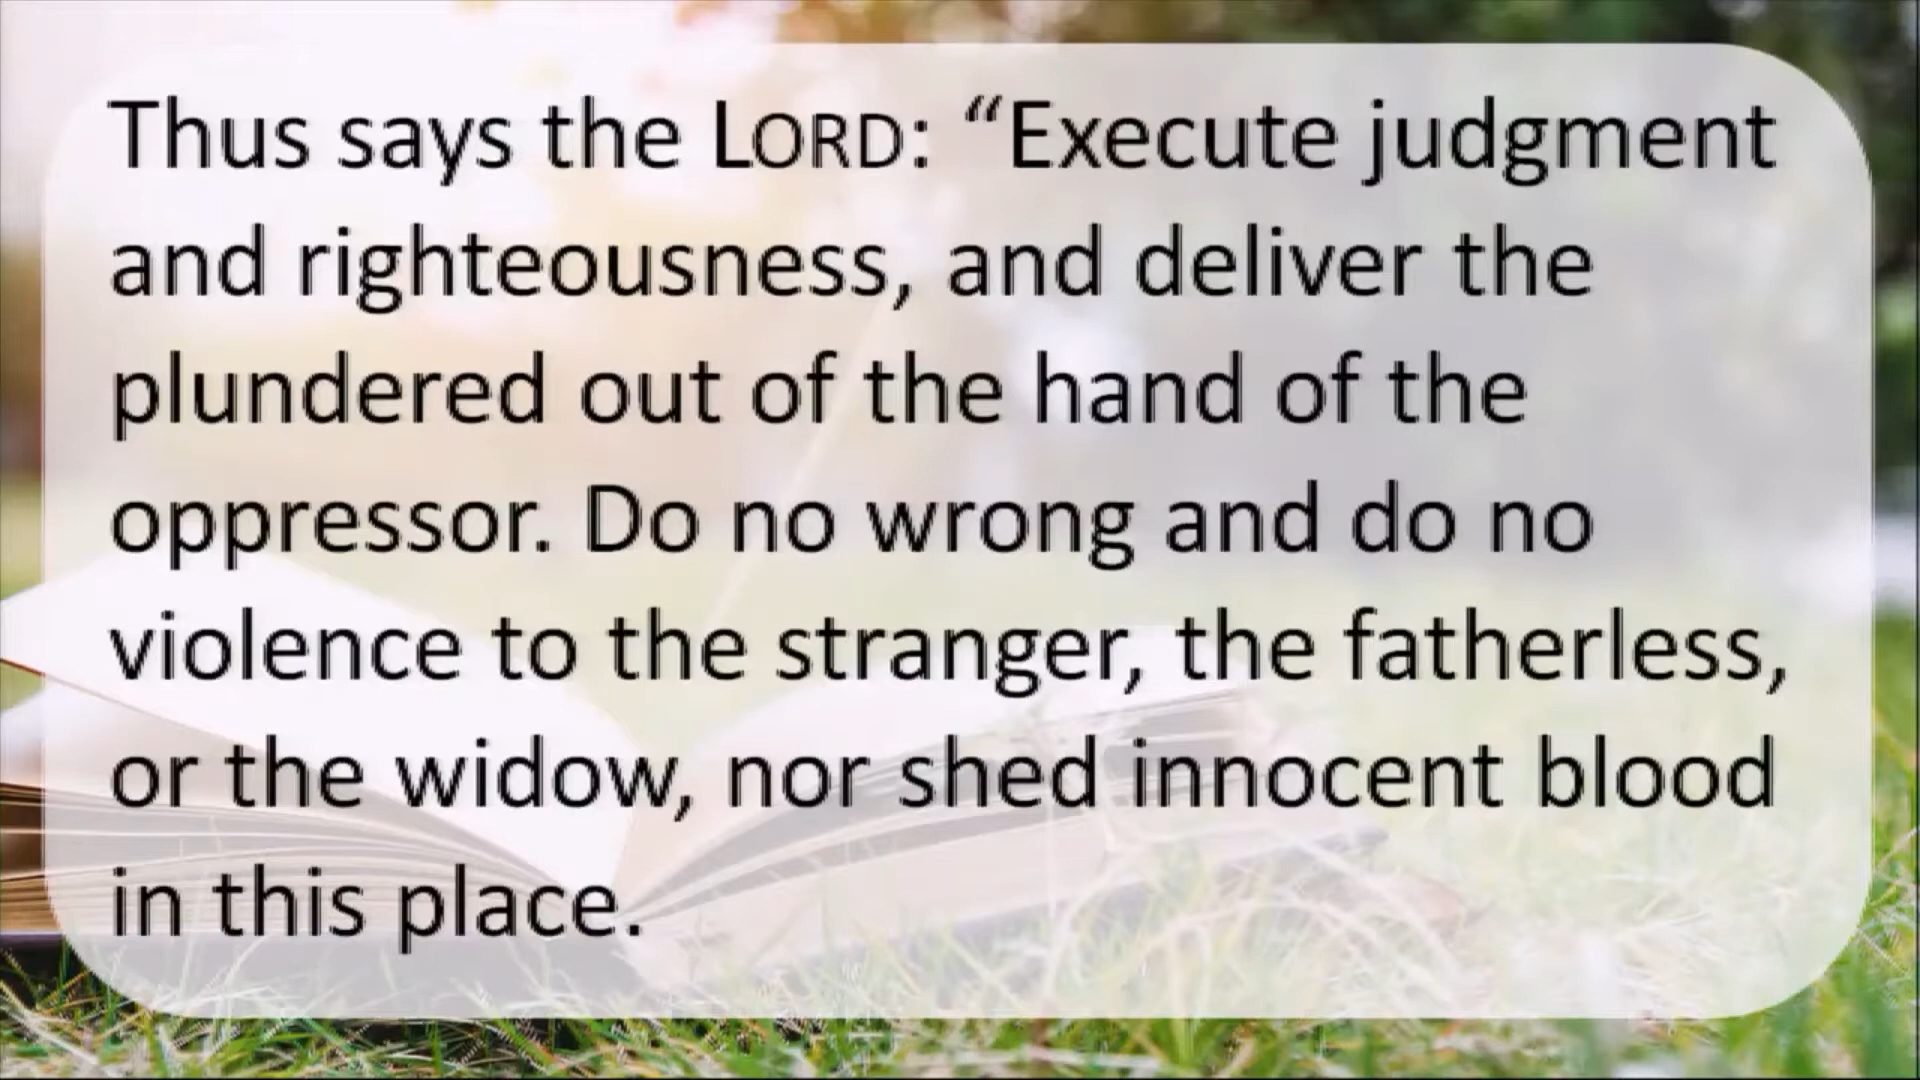 Thus says the LORD: “Execute judgment
and righteousness, and deliver the
plundered out of the hand of the
oppressor. Do no wrong and do no
violence to the stranger, the fatherless,
or the widow, nor shed innocent blood
in this place.